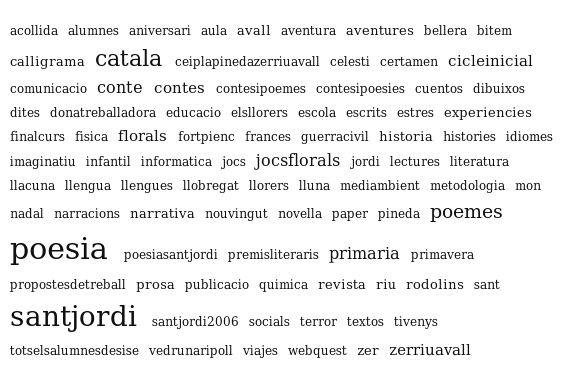 acollida alumnes aniversari aula avall aventura aventures bellera bitem
calligrama catala ceiplapinedazerriuavall celesti certamen cicleinicial
comunicacio conte contes contesipoemes contesipoesies cuentos dibuixos
dites donatreballadora educacio elsllorers escola escrits estres experiencies
finalcurs fisica florals fortpienc frances guerracivil historia histories idiomes
imaginatiu infantil informatica jocs jocsflorals jordi lectures literatura
llacuna llengua llengues llobregat llorers lluna mediambient metodologia mon
nadal narracions narrativa nouvingut novella paper pineda poemes
poesia poesiasantjordi premisliteraris primaria primavera
propostesdetreball prosa publicacio quimica revista riu rodolins sant
santjordi santjordi2006 socials terror textos tivenys
totselsalumnesdesise vedrunaripoll viajes webquest zer zerriuavall